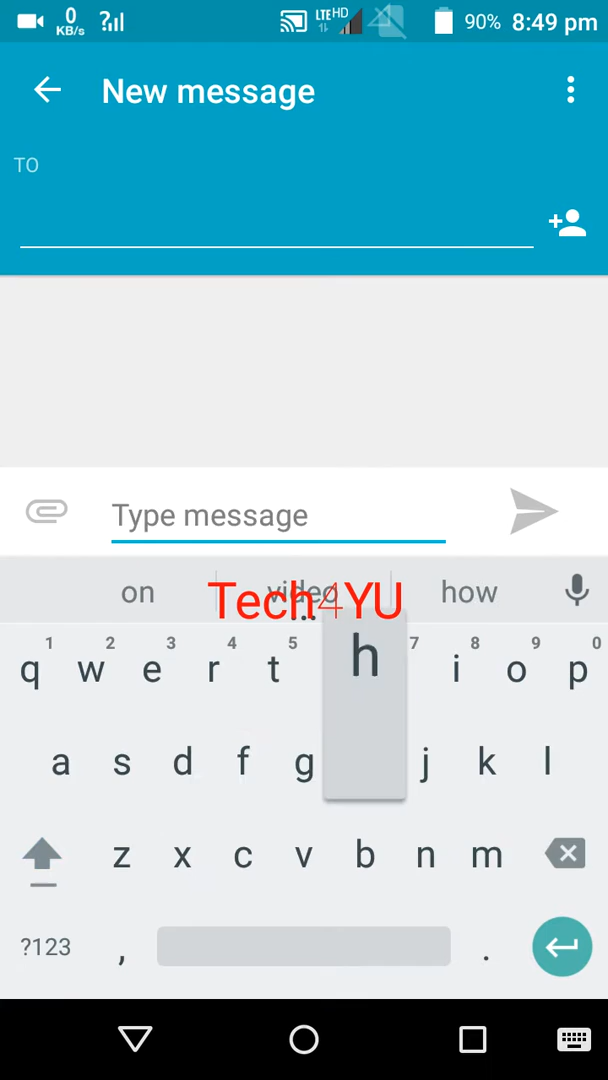 0 KB/s ? LTE HD 90% 8:49 pm
New message
TO
Type message
on video how
Tech4YU
1 2 3 4 5 7 8 9 0
q w e r t h i o p
a s d f g j k l
z x c v b n m
?123 , .